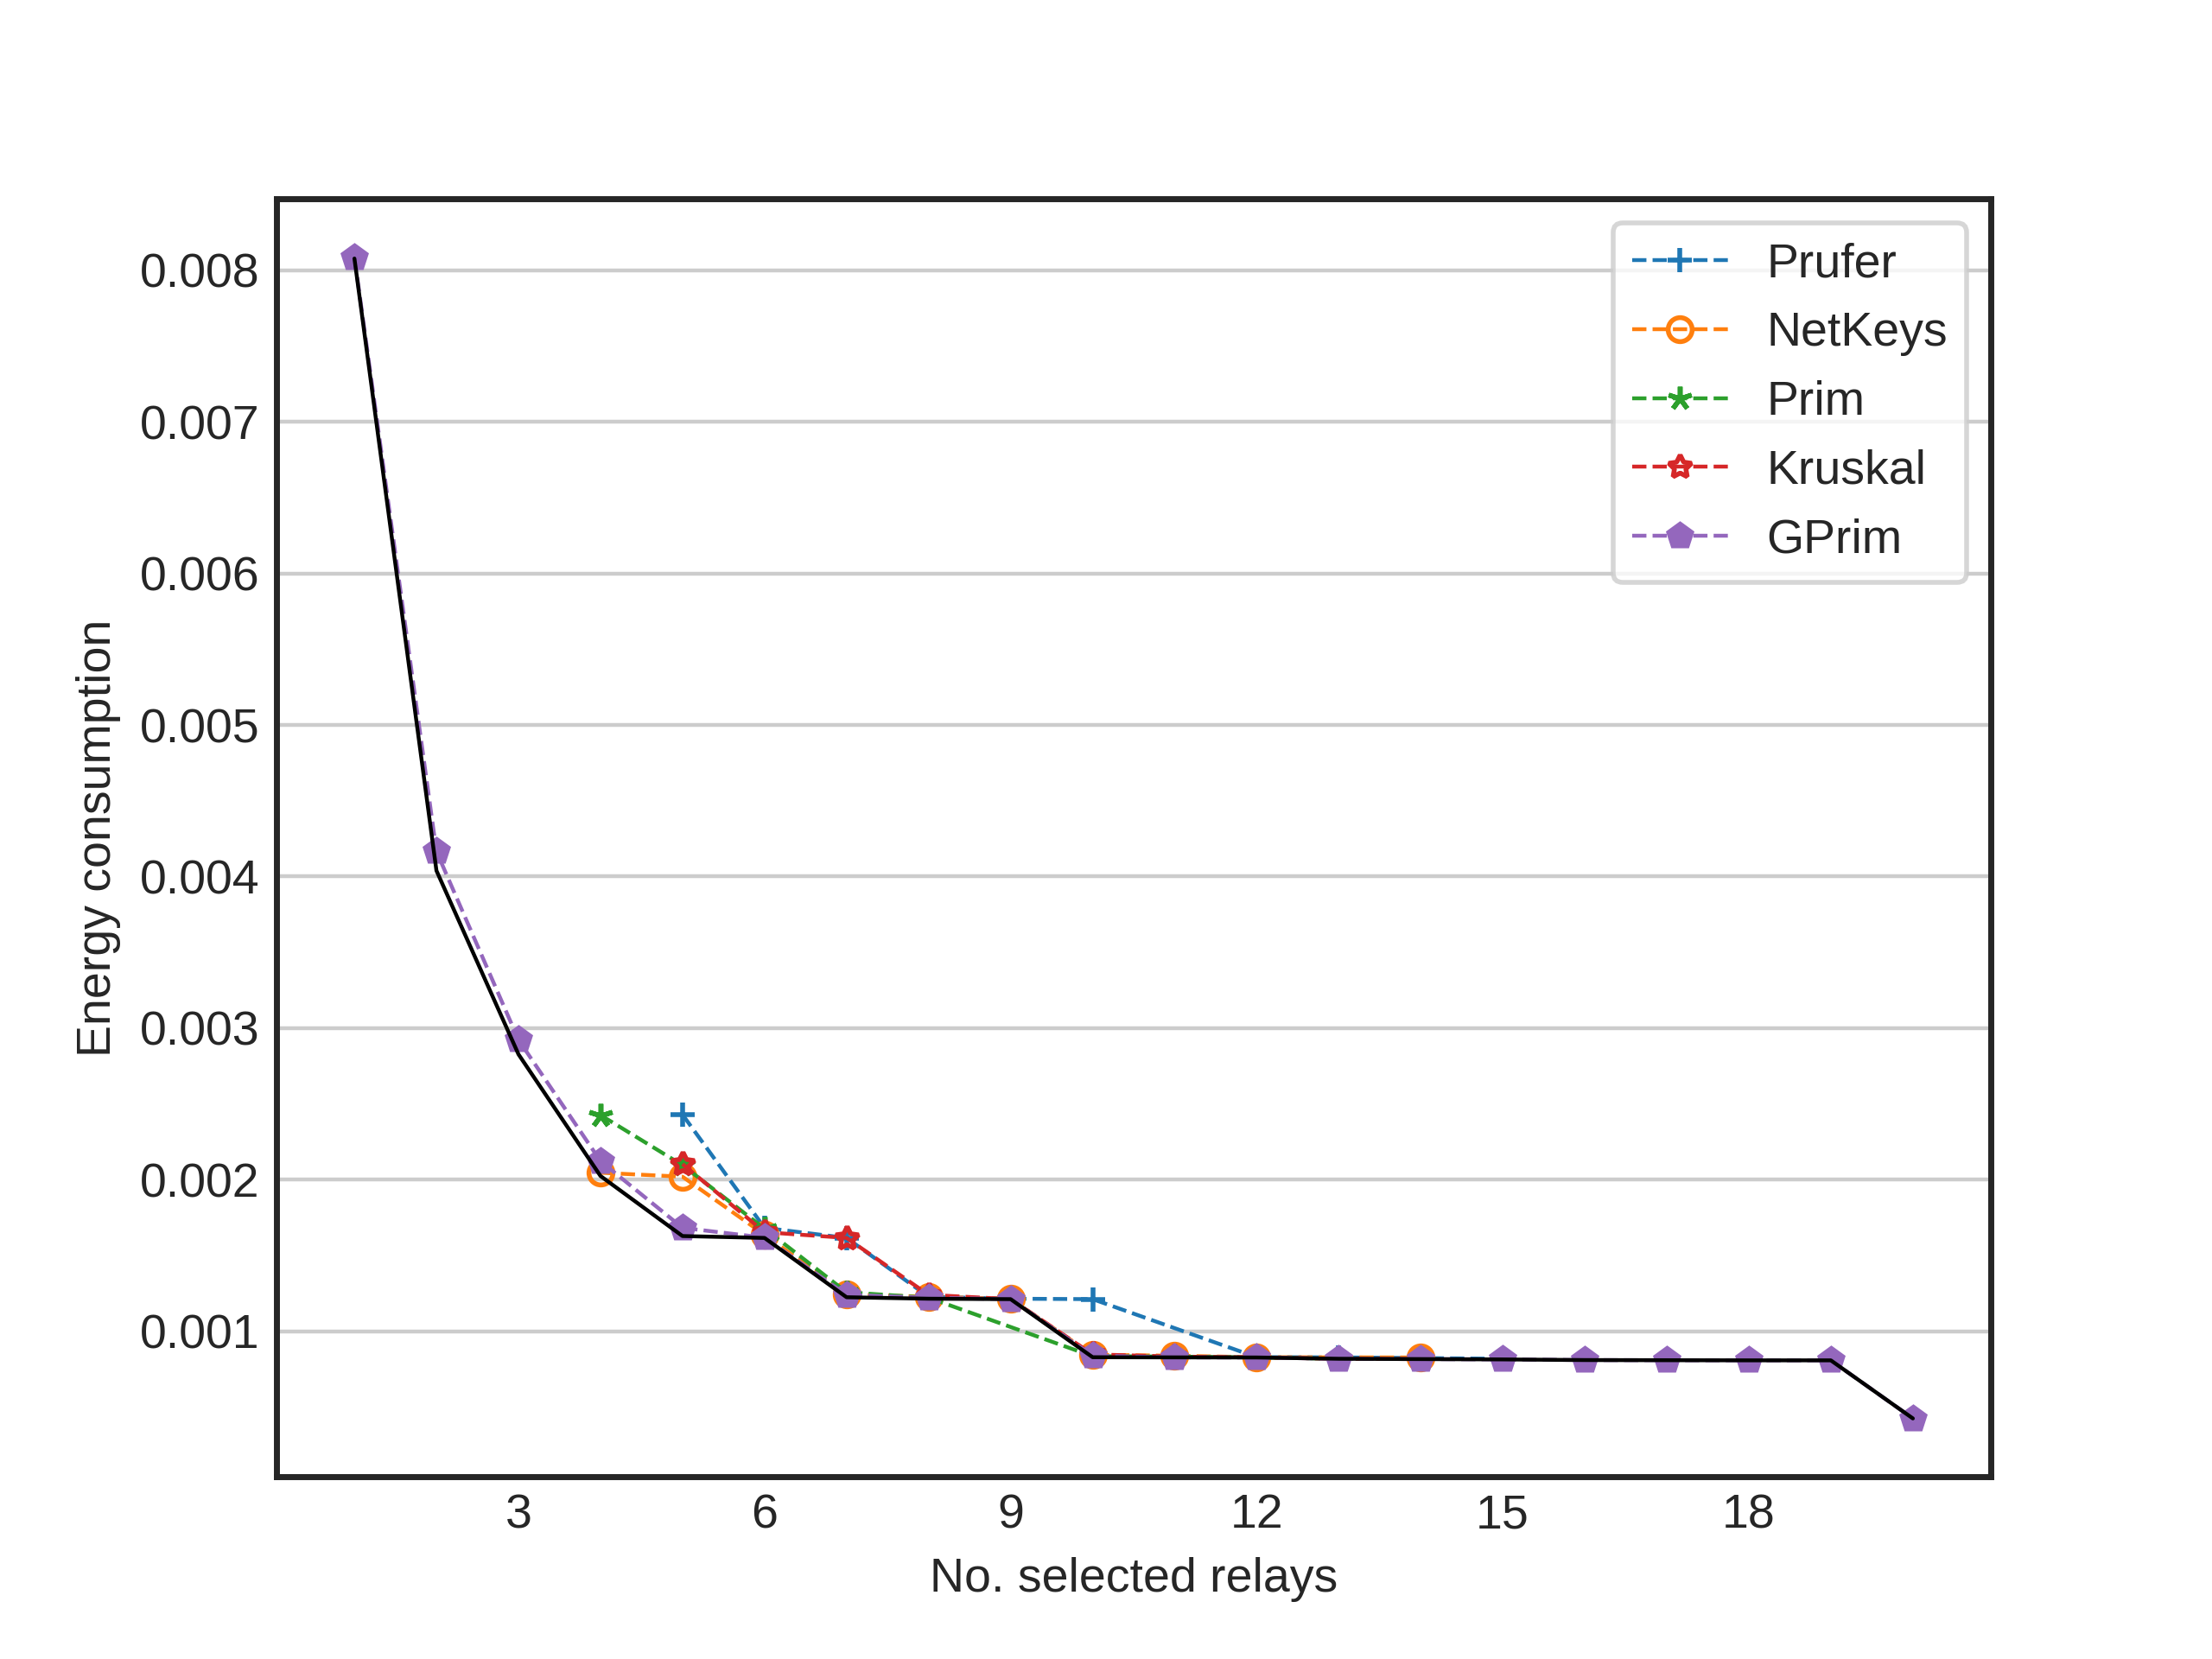 Prufer
NetKeys
Prim
Kruskal
GPrim
0.008
0.007
0.006
0.005
0.004
0.003
0.002
0.001
Energy consumption
3 6 9 12 15 18
No. selected relays